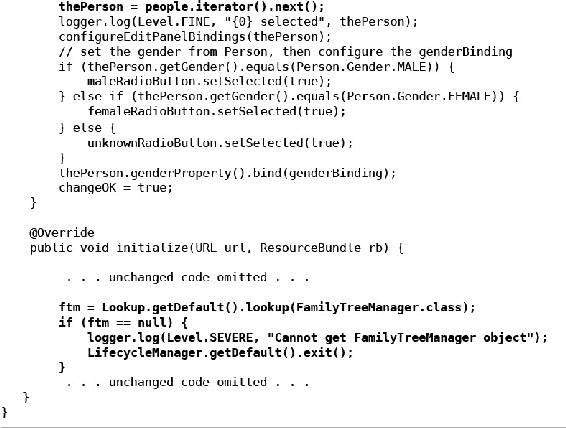 thePerson = people.iterator().next();
logger.log(Level.FINE, "{0} selected", thePerson);
configureEditPanelBindings(thePerson);
// set the gender from Person, then configure the genderBinding
if (thePerson.getGender().equals(Person.Gender.MALE)) {
maleRadioButton.setSelected(true);
} else if (thePerson.getGender().equals(Person.Gender.FEMALE)) {
femaleRadioButton.setSelected(true);
} else {
unknownRadioButton.setSelected(true);
}
thePerson.genderProperty().bind(genderBinding);
changeOK = true;
}
@Override
public void initialize(URL url, ResourceBundle rb) {
. . . unchanged code omitted . . .
ftm = Lookup.getDefault().lookup(FamilyTreeManager.class);
if (ftm == null) {
logger.log(Level.SEVERE, "Cannot get FamilyTreeManager object");
LifecycleManager.getDefault().exit();
}
. . . unchanged code omitted . . .
}
}